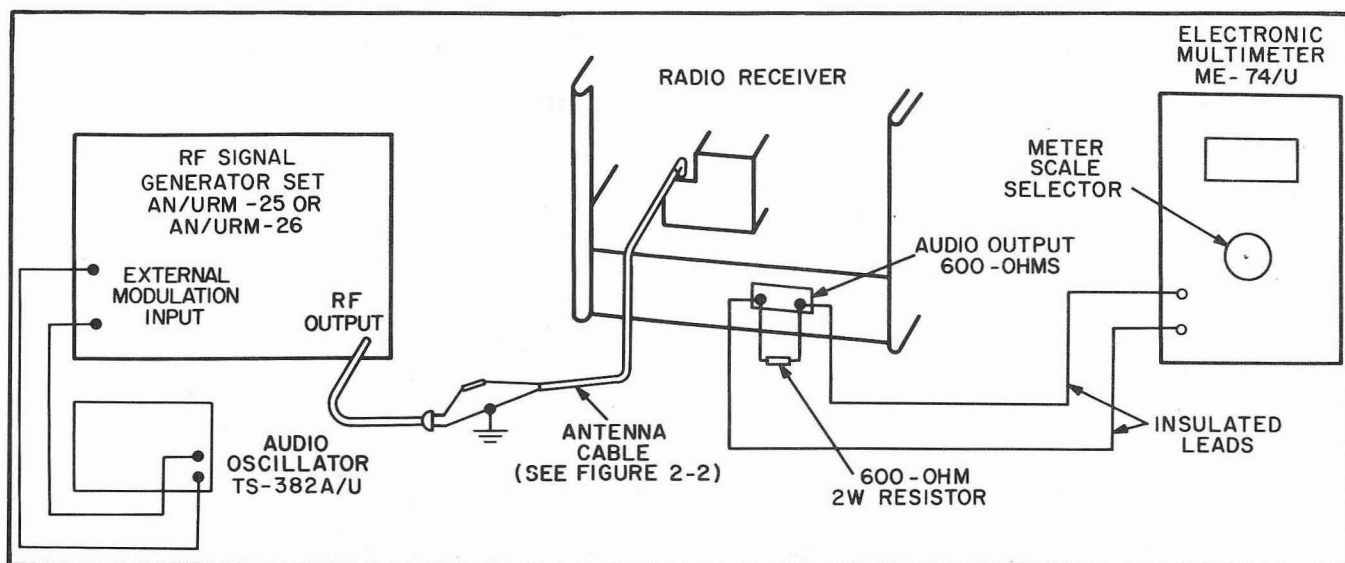 RF SIGNAL
GENERATOR SET
AN/URM-25 OR
AN/URM-26
EXTERNAL
MODULATION
INPUT
RF
OUTPUT
AUDIO
OSCILLATOR
TS-382A/U
ANTENNA
CABLE
(SEE FIGURE 2-2)
RADIO RECEIVER
AUDIO OUTPUT
600-OHMS
600-OHM
2W RESISTOR
ELECTRONIC
MULTIMETER
ME-74/U
METER
SCALE
SELECTOR
INSULATED
LEADS